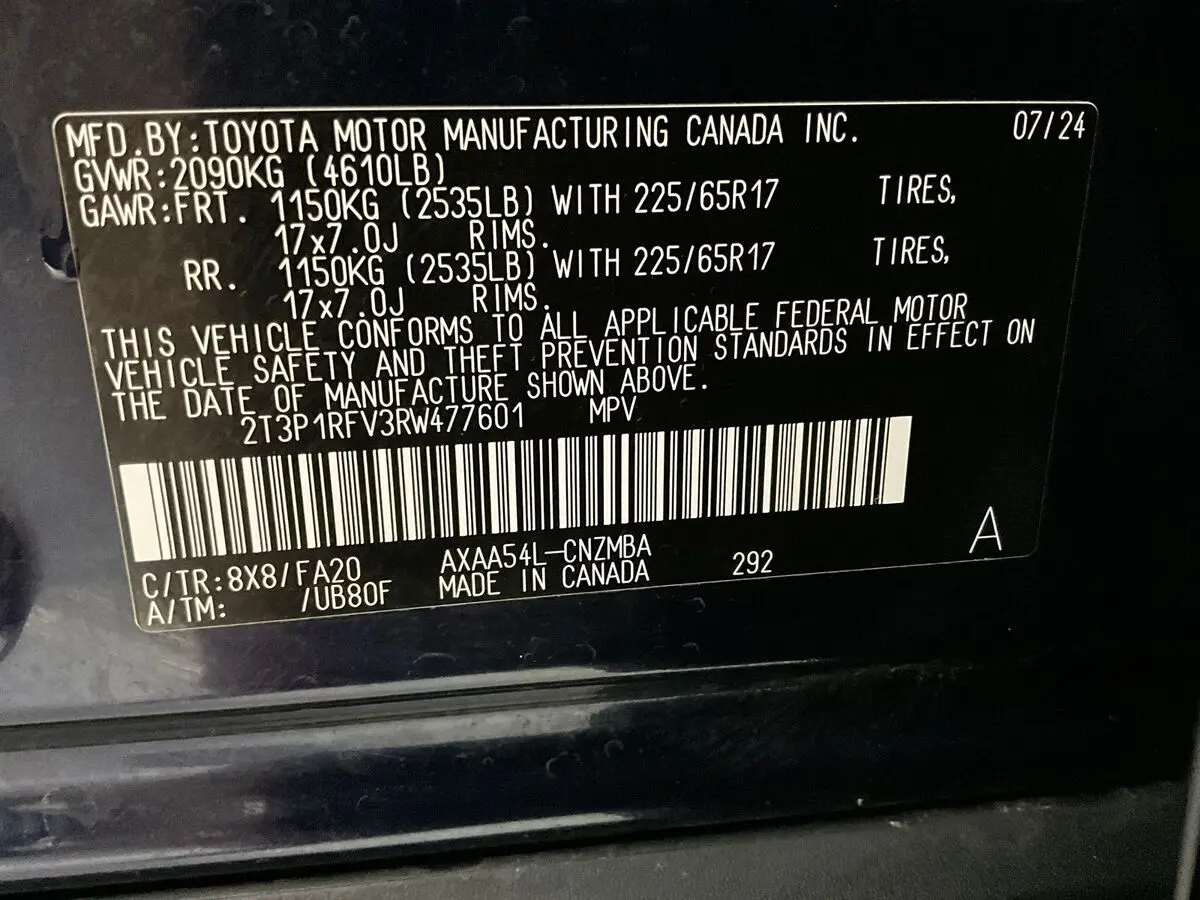 MFD.BY:TOYOTA MOTOR MANUFACTURING CANADA INC. 07/24
GVWR:2090KG (4610LB)
GAWR:FRT. 1150KG (2535LB) WITH 225/65R17 TIRES,
17x7.0J RIMS.
RR. 1150KG (2535LB) WITH 225/65R17 TIRES,
17x7.0J RIMS.
THIS VEHICLE CONFORMS TO ALL APPLICABLE FEDERAL MOTOR
VEHICLE SAFETY AND THEFT PREVENTION STANDARDS IN EFFECT ON
THE DATE OF MANUFACTURE SHOWN ABOVE.
2T3P1RFV3RW477601 MPV
C/TR:8X8/FA20 AXAA54L-CNZMBA 292 A
A/TM: /UB80F MADE IN CANADA